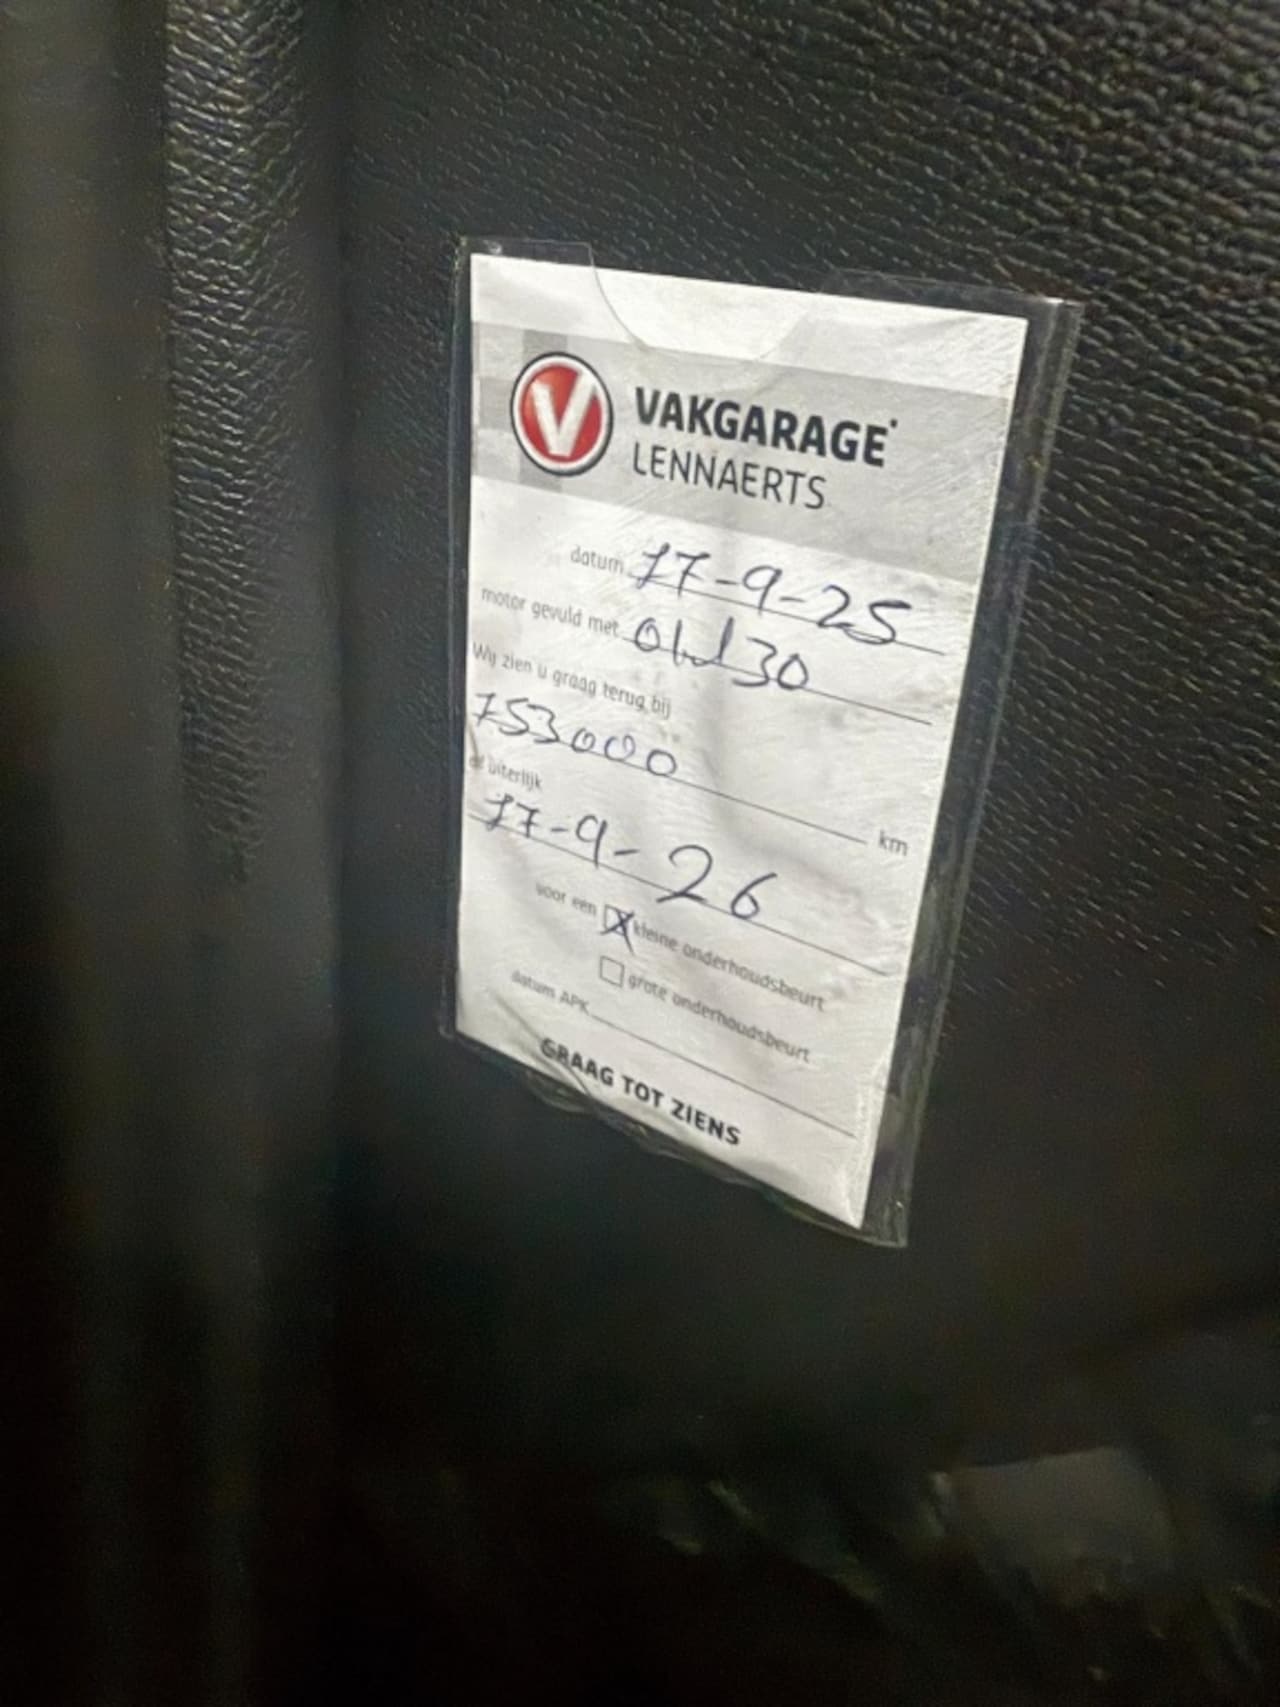 V
VAKGARAGE
LENNAERTS
datum 17-9-25
motor gevuld met 0W30
Wij zien u graag terug bij
153000 km
of uiterlijk
17-9-26
voor een X kleine onderhoudsbeurt
grote onderhoudsbeurt
datum APK
GRAAG TOT ZIENS